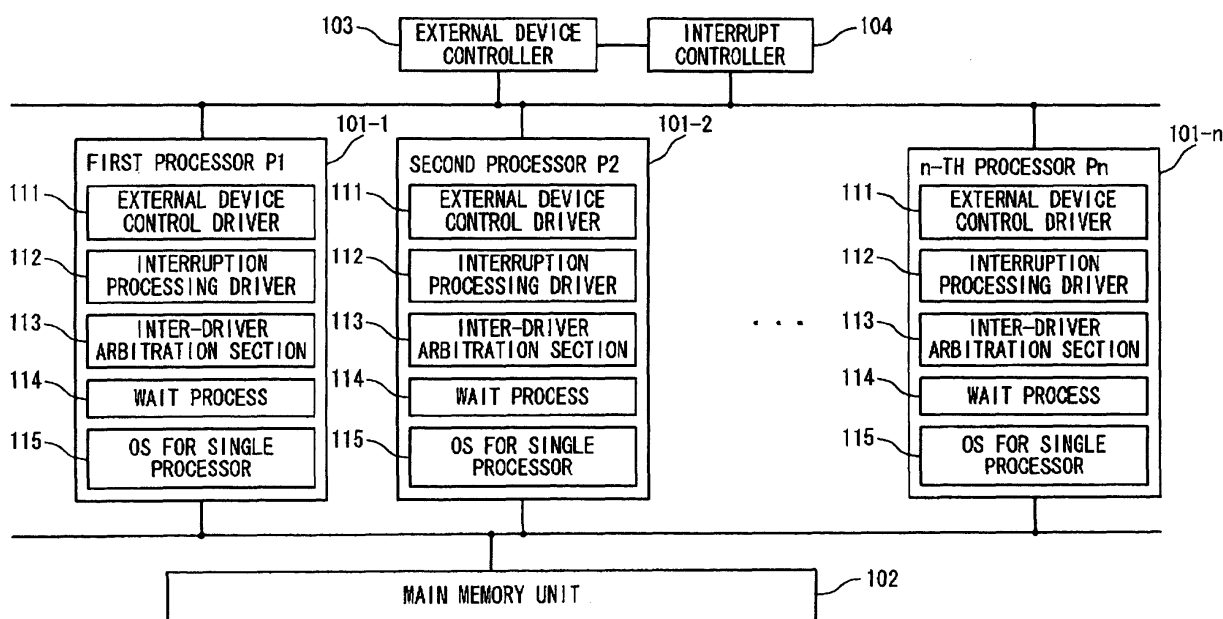 103
EXTERNAL DEVICE
CONTROLLER
INTERRUPT
CONTROLLER
104
101-1
FIRST PROCESSOR P1
111
EXTERNAL DEVICE
CONTROL DRIVER
112
INTERRUPTION
PROCESSING DRIVER
113
INTER-DRIVER
ARBITRATION SECTION
114
WAIT PROCESS
115
OS FOR SINGLE
PROCESSOR
101-2
SECOND PROCESSOR P2
111
EXTERNAL DEVICE
CONTROL DRIVER
112
INTERRUPTION
PROCESSING DRIVER
113
INTER-DRIVER
ARBITRATION SECTION
114
WAIT PROCESS
115
OS FOR SINGLE
PROCESSOR
...
101-n
n-TH PROCESSOR Pn
111
EXTERNAL DEVICE
CONTROL DRIVER
112
INTERRUPTION
PROCESSING DRIVER
113
INTER-DRIVER
ARBITRATION SECTION
114
WAIT PROCESS
115
OS FOR SINGLE
PROCESSOR
MAIN MEMORY UNIT
102